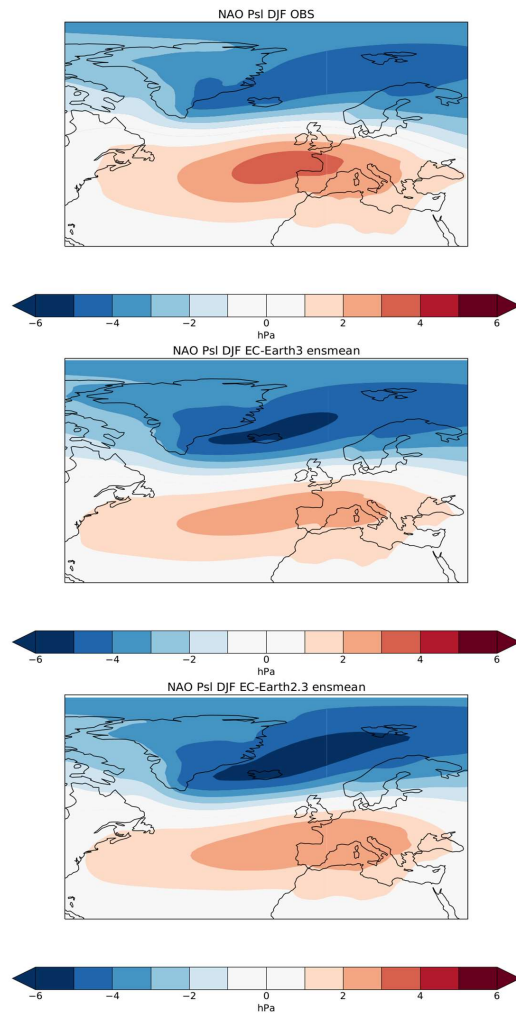 NAO Psl DJF OBS
−6 −4 −2 0 2 4 6
hPa
NAO Psl DJF EC-Earth3 ensmean
−6 −4 −2 0 2 4 6
hPa
NAO Psl DJF EC-Earth2.3 ensmean
−6 −4 −2 0 2 4 6
hPa